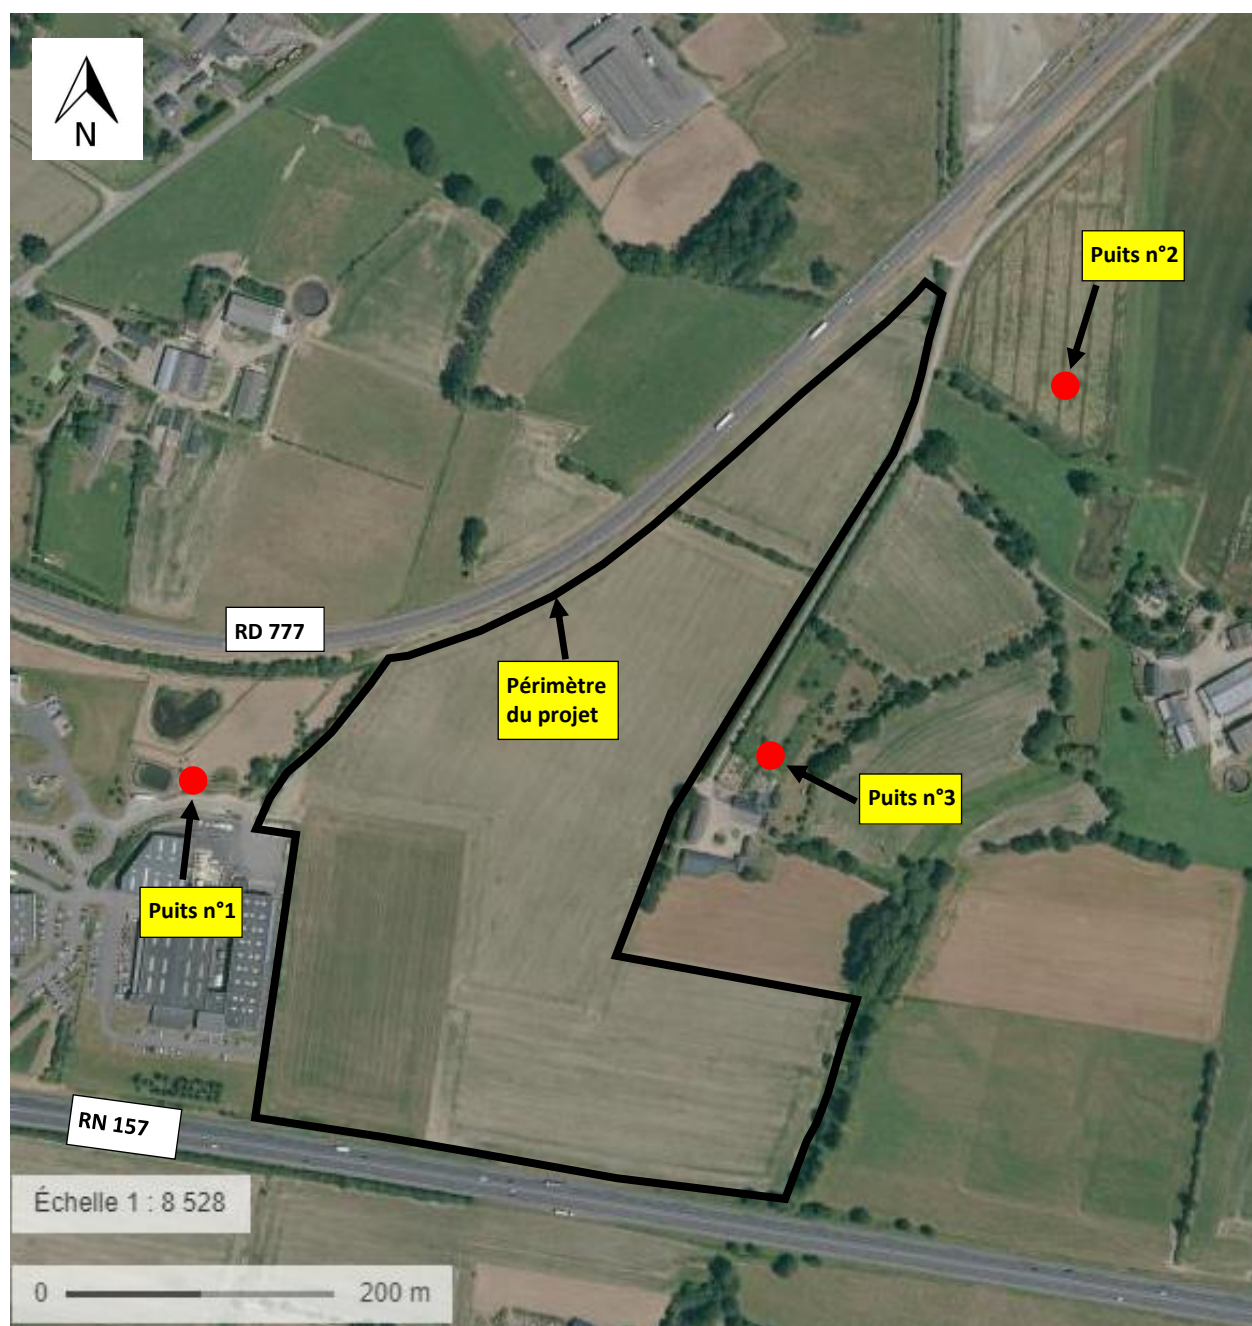 N
Puits n°2
RD 777
Périmètre
du projet
Puits n°3
Puits n°1
RN 157
Échelle 1 : 8 528
0 200 m